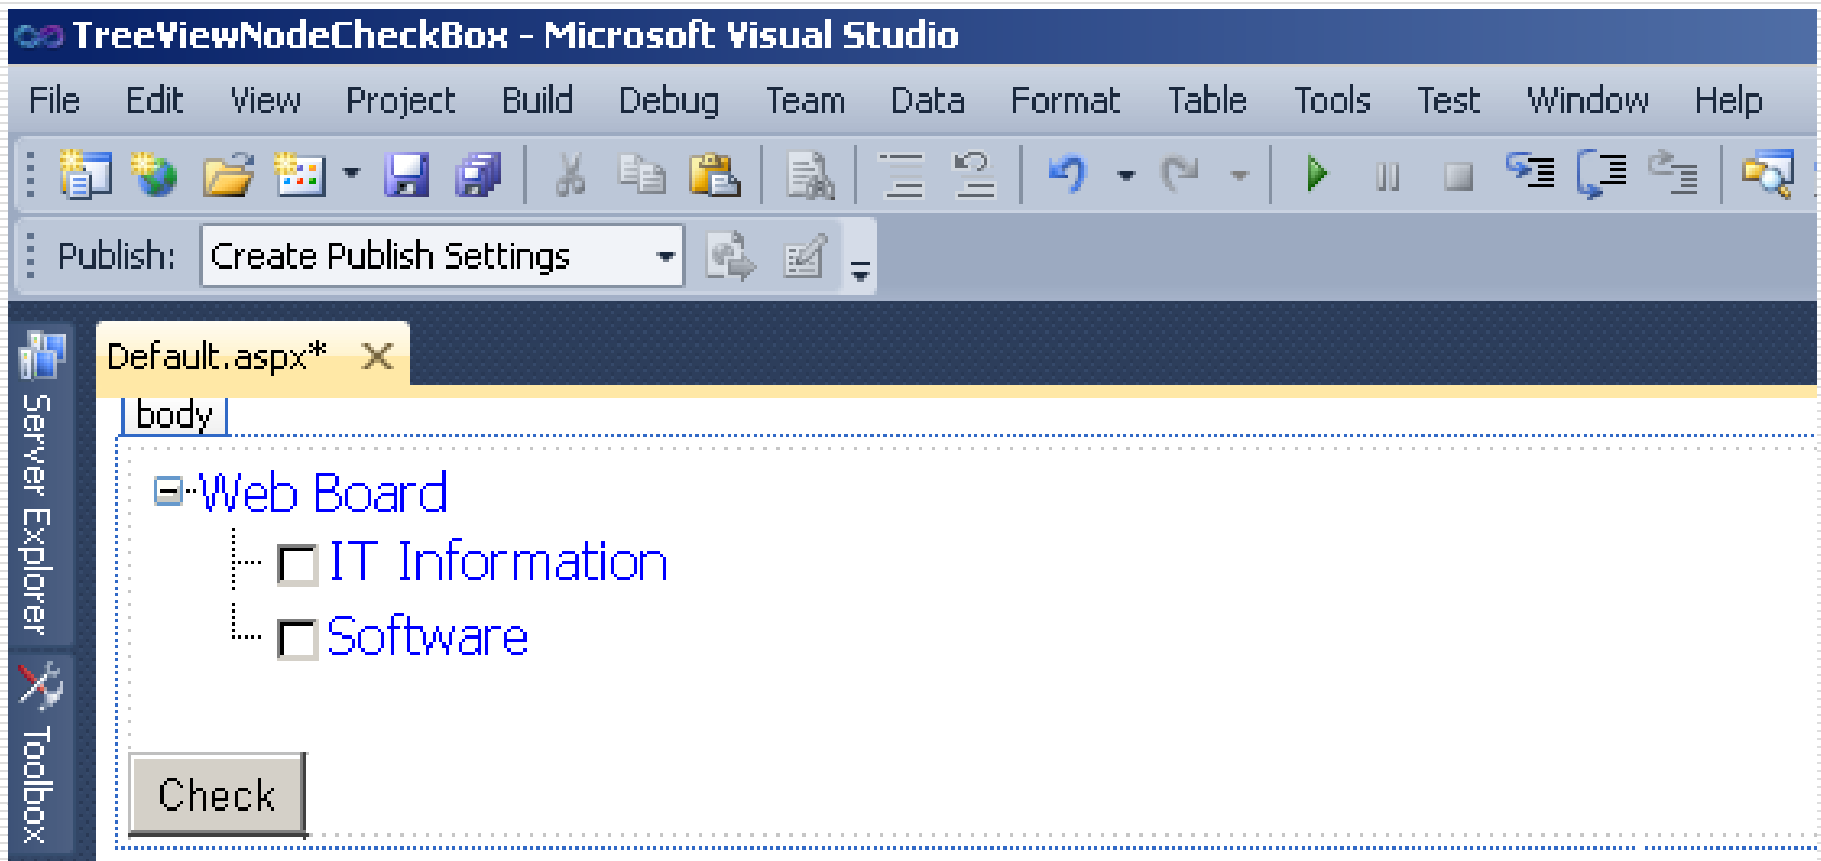 TreeViewNodeCheckBox - Microsoft Visual Studio
File Edit View Project Build Debug Team Data Format Table Tools Test Window Help
Publish: Create Publish Settings
Default.aspx*
body
Web Board
IT Information
Software
Check
Server Explorer
Toolbox